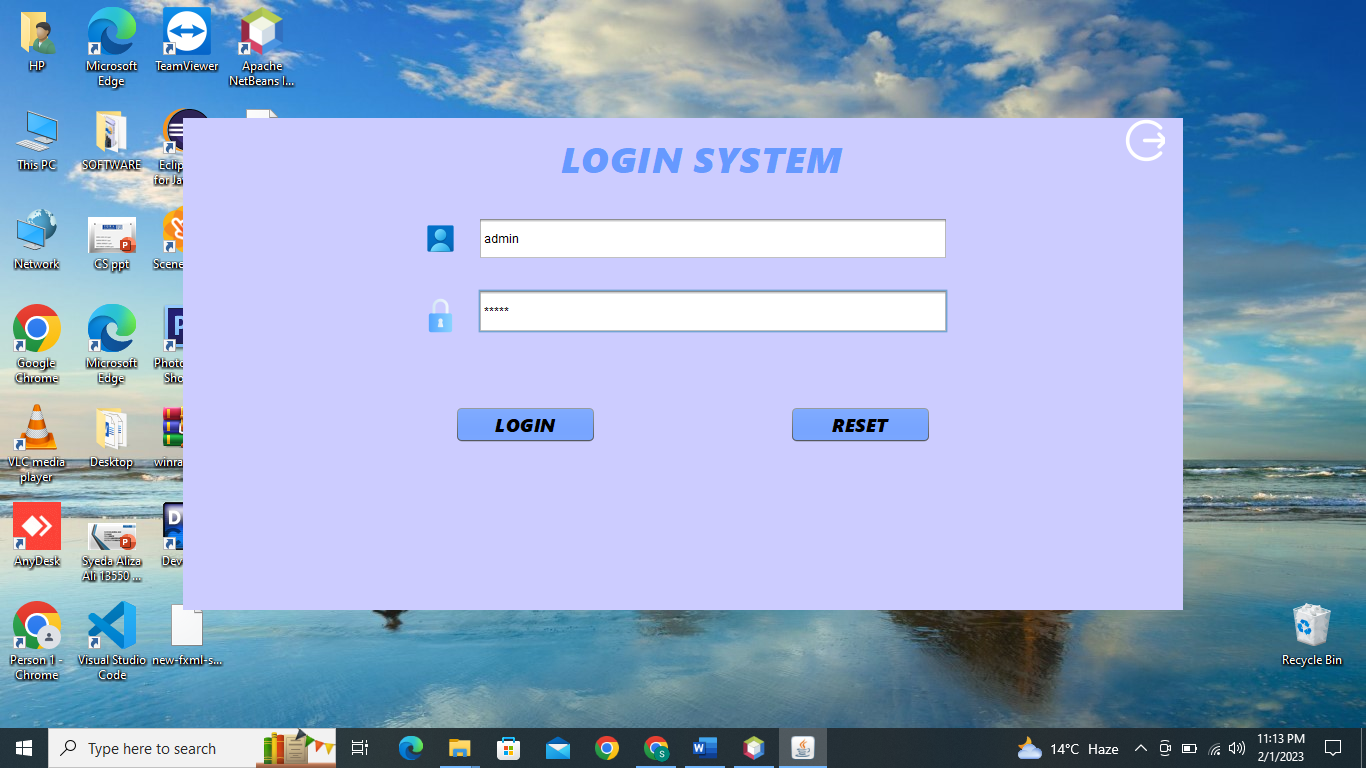 HP
Microsoft
Edge
TeamViewer
Apache
NetBeans I...
This PC
SOFTWARE
Eclip
for Ja
Network
CS ppt
Scene
Google
Chrome
Microsoft
Edge
Photo
Sho
VLC media
player
Desktop
winra
AnyDesk
Syeda Aliza
Ali 13550 ...
Dev
Person 1 -
Chrome
Visual Studio
Code
new-fxml-s...
LOGIN SYSTEM
admin
*****
LOGIN
RESET
Recycle Bin
Type here to search
14°C Haze
11:13 PM
2/1/2023